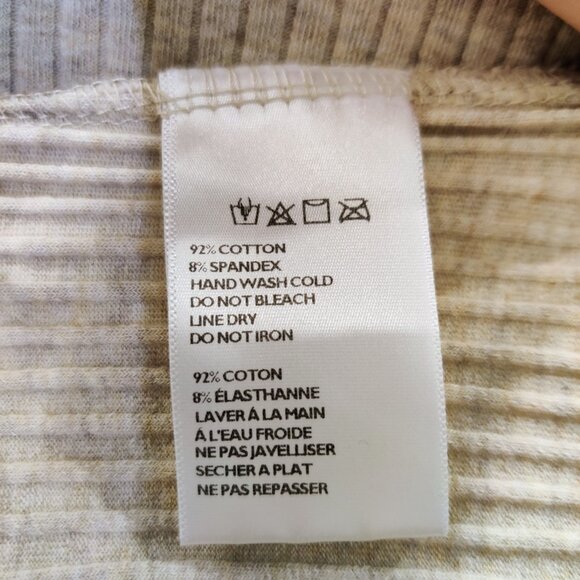 92% COTTON
8% SPANDEX
HAND WASH COLD
DO NOT BLEACH
LINE DRY
DO NOT IRON
92% COTON
8% ÉLASTHANNE
LAVER Á LA MAIN
Á L'EAU FROIDE
NE PAS JAVELLISER
SECHER A PLAT
NE PAS REPASSER